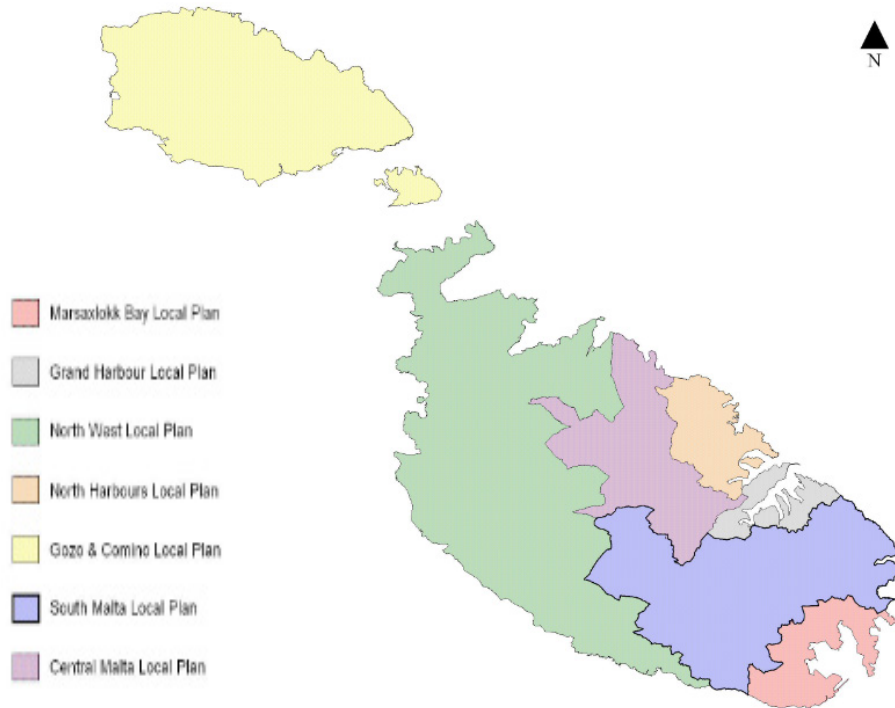 N
Marsaxlokk Bay Local Plan
Grand Harbour Local Plan
North West Local Plan
North Harbours Local Plan
Gozo & Comino Local Plan
South Malta Local Plan
Central Malta Local Plan